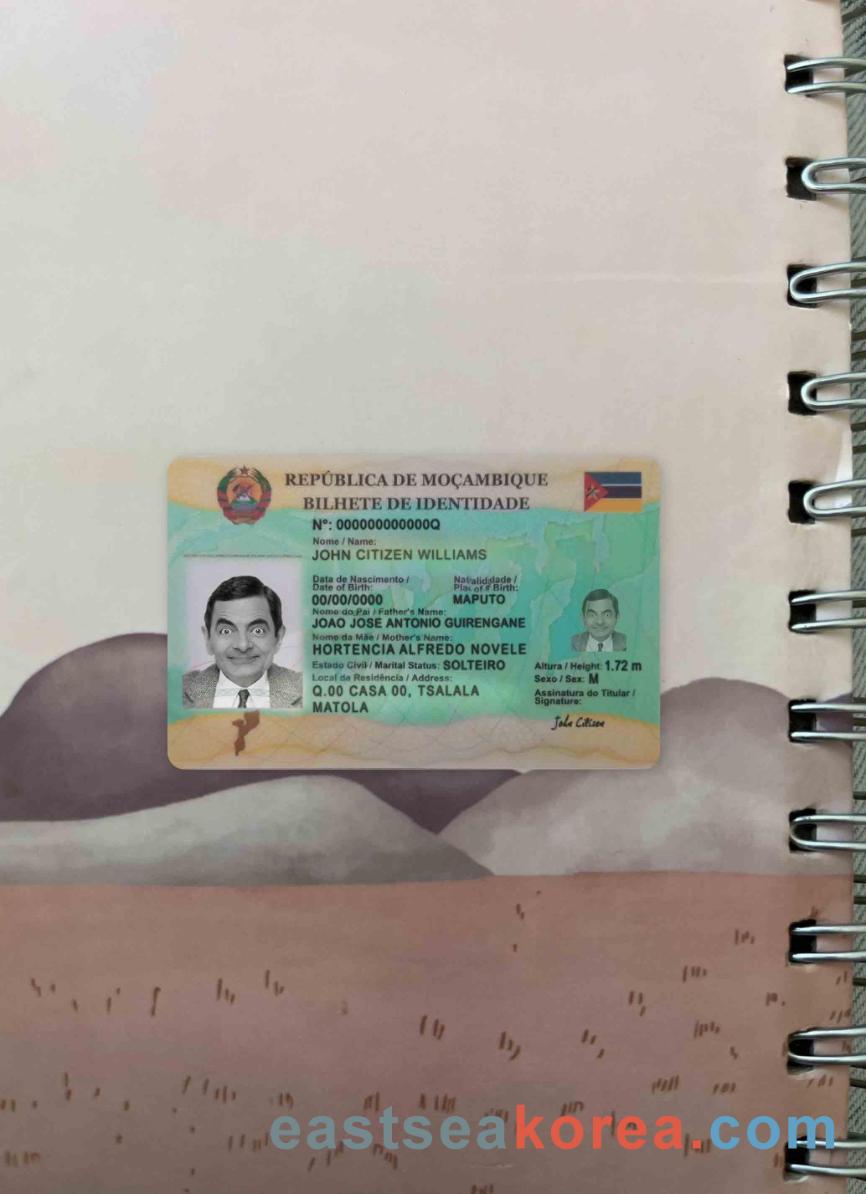 REPÚBLICA DE MOÇAMBIQUE
BILHETE DE IDENTIDADE
Nº: 000000000000Q
Nome / Name:
JOHN CITIZEN WILLIAMS
Data de Nascimento / Date of Birth:
00/00/0000
Naturalidade / Place of Birth:
MAPUTO
Nome do Pai / Father's Name:
JOAO JOSE ANTONIO GUIRENGANE
Nome da Mãe / Mother's Name:
HORTENCIA ALFREDO NOVELE
Estado Civil / Marital Status: SOLTEIRO
Altura / Height: 1.72 m
Local da Residência / Address:
Sexo / Sex: M
Q.00 CASA 00, TSALALA
MATOLA
Assinatura do Titular /
Signature:
John Citizen
eastseakorea.com